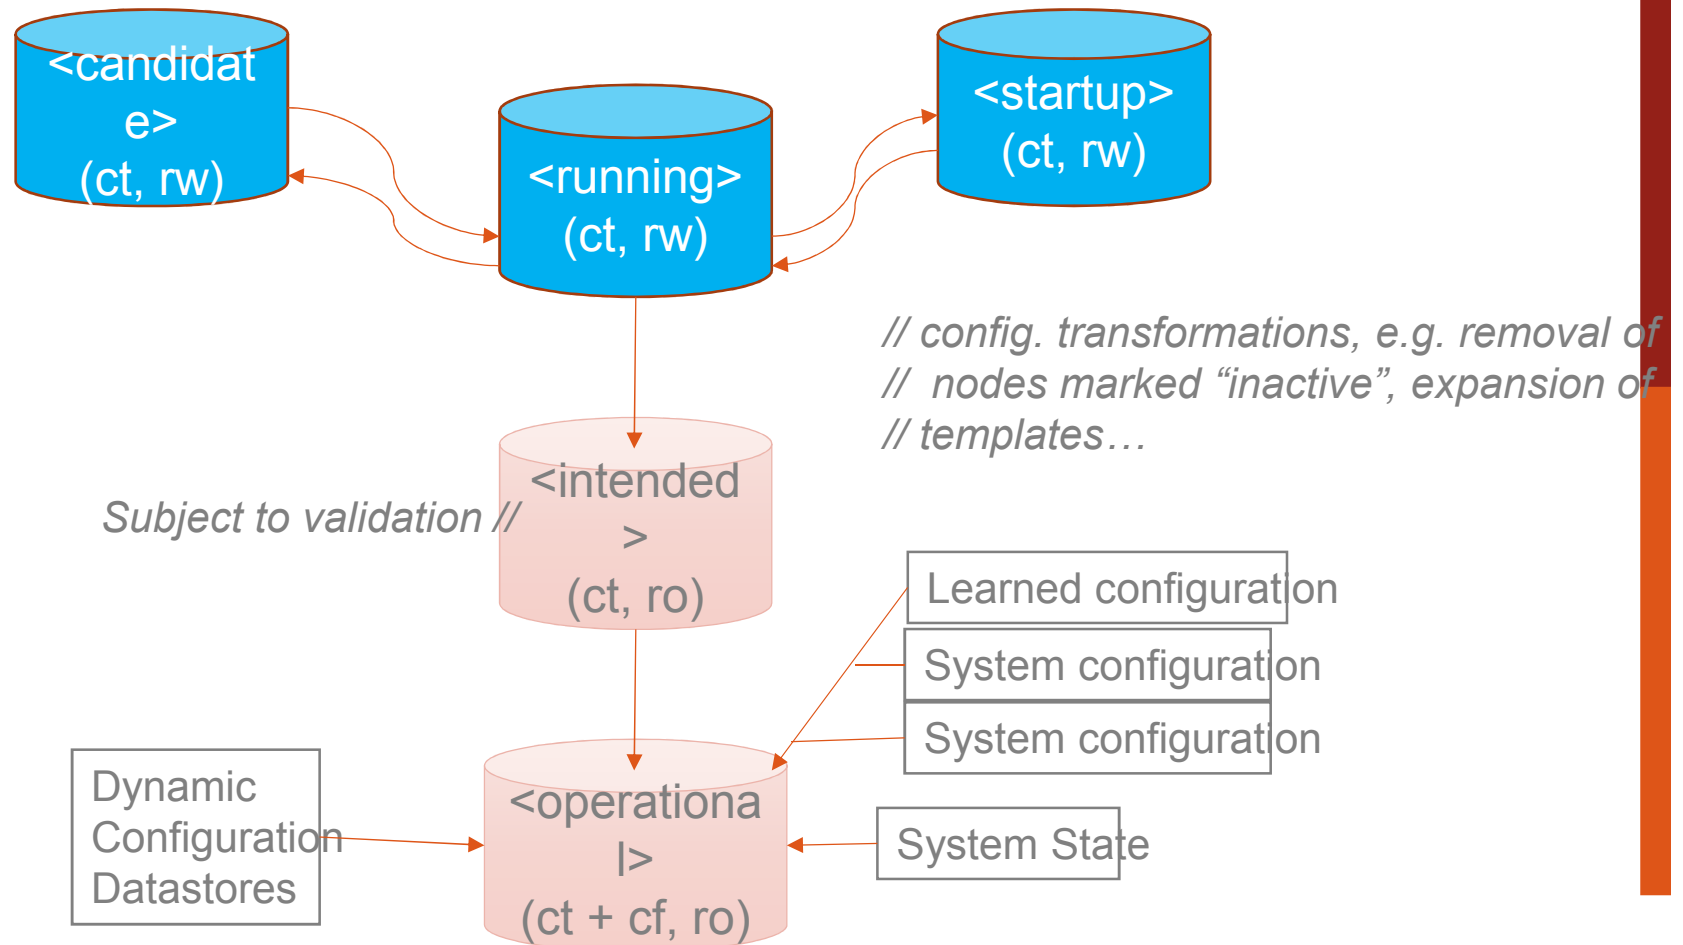 <candidat
e>
(ct, rw)
<running>
(ct, rw)
<startup>
(ct, rw)
// config. transformations, e.g. removal of
//  nodes marked “inactive”, expansion of
// templates…
<intended
>
(ct, ro)
Subject to validation //
Learned configuration
System configuration
System configuration
Dynamic
Configuration
Datastores
<operationa
l>
(ct + cf, ro)
System State